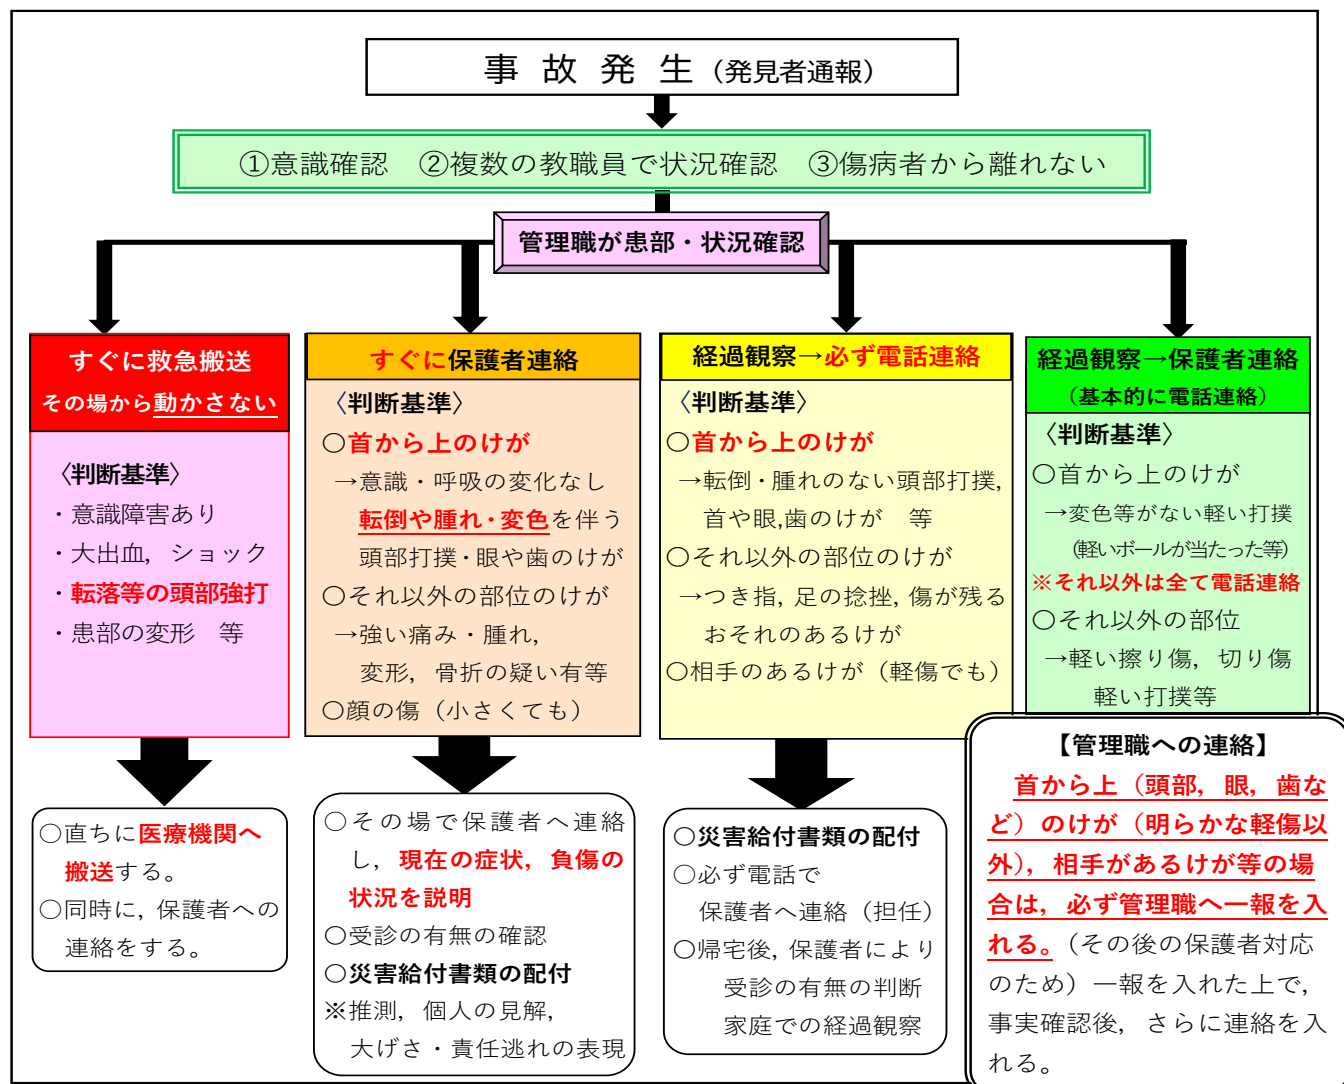 事 故 発 生（発見者通報）
①意識確認　②複数の教職員で状況確認　③傷病者から離れない
管理職が患部・状況確認
すぐに救急搬送
その場から動かさない
〈判断基準〉
・意識障害あり
・大出血，ショック
・転落等の頭部強打
・患部の変形　等
○直ちに医療機関へ
搬送する。
○同時に，保護者への
連絡をする。
すぐに保護者連絡
〈判断基準〉
○首から上のけが
→意識・呼吸の変化なし
転倒や腫れ・変色を伴う
頭部打撲・眼や歯のけが
○それ以外の部位のけが
→強い痛み・腫れ，
変形，骨折の疑い有等
○顔の傷（小さくても）
○その場で保護者へ連絡
し，現在の症状，負傷の
状況を説明
○受診の有無の確認
○災害給付書類の配付
※推測，個人の見解，
大げさ・責任逃れの表現
経過観察→必ず電話連絡
〈判断基準〉
○首から上のけが
→転倒・腫れのない頭部打撲，
首や眼，歯のけが　等
○それ以外の部位のけが
→つき指，足の捻挫，傷が残る
おそれのあるけが
○相手のあるけが（軽傷でも）
○災害給付書類の配付
○必ず電話で
保護者へ連絡（担任）
○帰宅後，保護者により
受診の有無の判断
家庭での経過観察
経過観察→保護者連絡
（基本的に電話連絡）
〈判断基準〉
○首から上のけが
→変色等がない軽い打撲
（軽いボールが当たった等）
※それ以外は全て電話連絡
○それ以外の部位
→軽い擦り傷，切り傷
軽い打撲等
【管理職への連絡】
首から上（頭部，眼，歯な
ど）のけが（明らかな軽傷以
外），相手があるけが等の場
合は，必ず管理職へ一報を入
れる。（その後の保護者対応
のため）一報を入れた上で，
事実確認後，さらに連絡を入
れる。